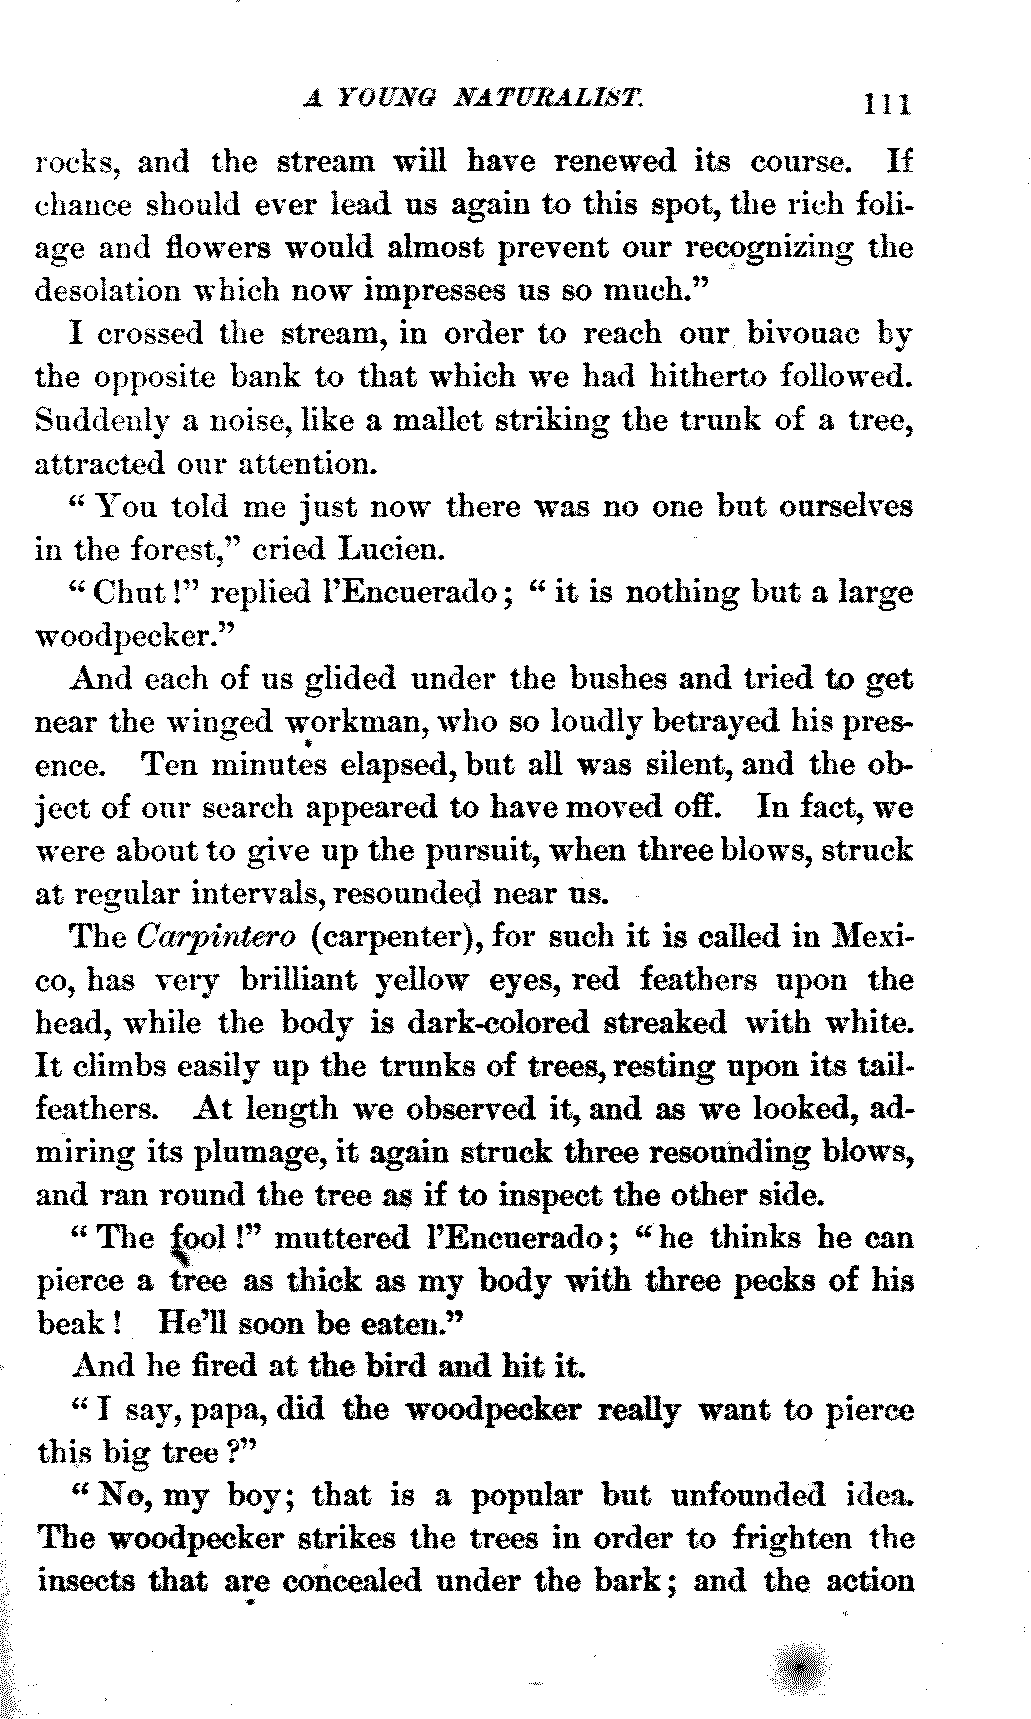 A YOUNG NATURALIST. 111
rocks, and the stream will have renewed its course. If
chance should ever lead us again to this spot, the rich foli-
age and flowers would almost prevent our recognizing the
desolation which now impresses us so much.”
I crossed the stream, in order to reach our bivouac by
the opposite bank to that which we had hitherto followed.
Suddenly a noise, like a mallet striking the trunk of a tree,
attracted our attention.
“ You told me just now there was no one but ourselves
in the forest,” cried Lucien.
“ Chut !” replied l’Encuerado ; “ it is nothing but a large
woodpecker.”
And each of us glided under the bushes and tried to get
near the winged workman, who so loudly betrayed his pres-
ence. Ten minutes elapsed, but all was silent, and the ob-
ject of our search appeared to have moved off. In fact, we
were about to give up the pursuit, when three blows, struck
at regular intervals, resounded near us.
The Carpintero (carpenter), for such it is called in Mexi-
co, has very brilliant yellow eyes, red feathers upon the
head, while the body is dark-colored streaked with white.
It climbs easily up the trunks of trees, resting upon its tail-
feathers. At length we observed it, and as we looked, ad-
miring its plumage, it again struck three resounding blows,
and ran round the tree as if to inspect the other side.
“ The fool !” muttered l’Encuerado ; “ he thinks he can
pierce a tree as thick as my body with three pecks of his
beak ! He’ll soon be eaten.”
And he fired at the bird and hit it.
“ I say, papa, did the woodpecker really want to pierce
this big tree ?”
“ No, my boy ; that is a popular but unfounded idea.
The woodpecker strikes the trees in order to frighten the
insects that are concealed under the bark ; and the action